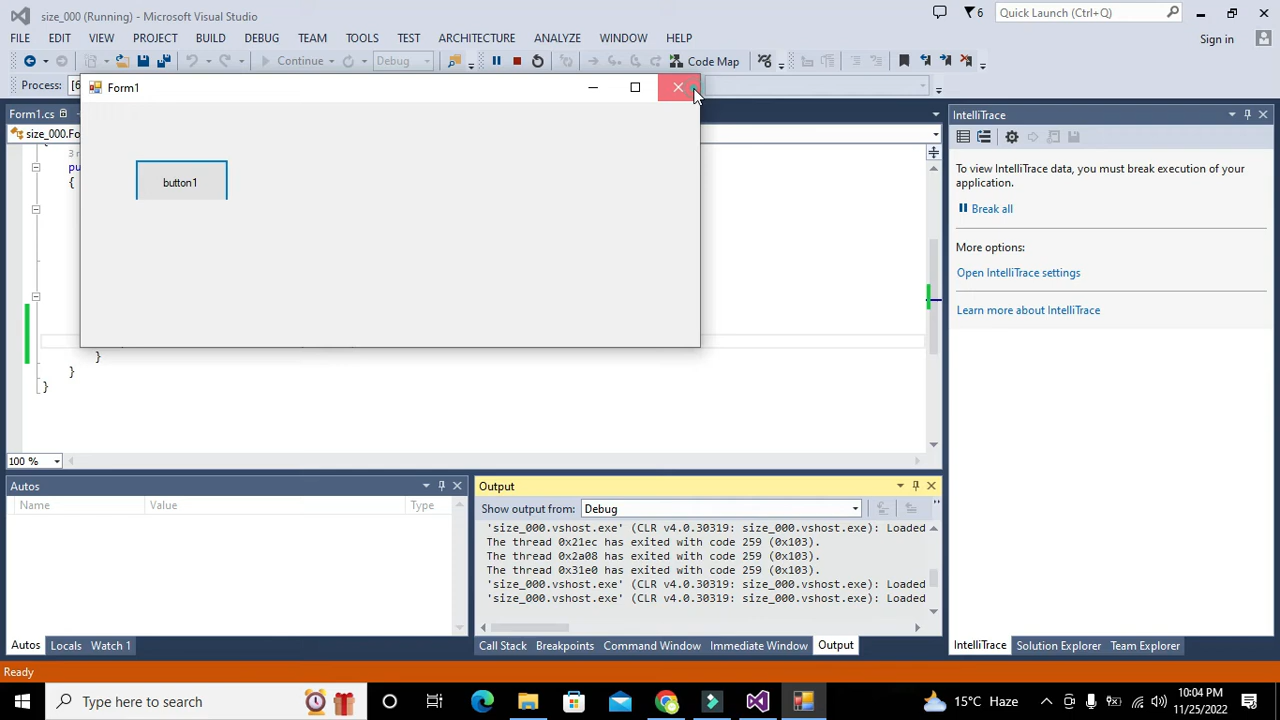 size_000 (Running) - Microsoft Visual Studio
6
Quick Launch (Ctrl+Q)
FILE EDIT VIEW PROJECT BUILD DEBUG TEAM TOOLS TEST ARCHITECTURE ANALYZE WINDOW HELP
Sign in
Continue
Debug
Code Map
Process:
Form1
Form1.cs
size_000.Fo
button1
{
}
}
}
100 %
IntelliTrace
To view IntelliTrace data, you must break execution of your
application.
Break all
More options:
Open IntelliTrace settings
Learn more about IntelliTrace
Autos
Name Value Type
Output
Show output from: Debug
'size_000.vshost.exe' (CLR v4.0.30319: size_000.vshost.exe): Loaded
The thread 0x21ec has exited with code 259 (0x103).
The thread 0x2a08 has exited with code 259 (0x103).
The thread 0x31e0 has exited with code 259 (0x103).
'size_000.vshost.exe' (CLR v4.0.30319: size_000.vshost.exe): Loaded
'size_000.vshost.exe' (CLR v4.0.30319: size_000.vshost.exe): Loaded
Autos Locals Watch 1
Call Stack Breakpoints Command Window Immediate Window Output
IntelliTrace Solution Explorer Team Explorer
Ready
Type here to search
15°C Haze
10:04 PM
11/25/2022